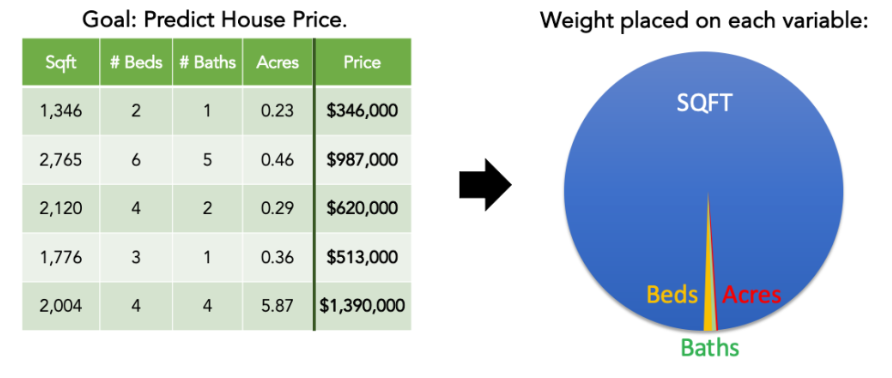 Goal: Predict House Price.
Sqft # Beds # Baths Acres Price
1,346 2 1 0.23 $346,000
2,765 6 5 0.46 $987,000
2,120 4 2 0.29 $620,000
1,776 3 1 0.36 $513,000
2,004 4 4 5.87 $1,390,000
Weight placed on each variable:
SQFT
Beds Acres
Baths